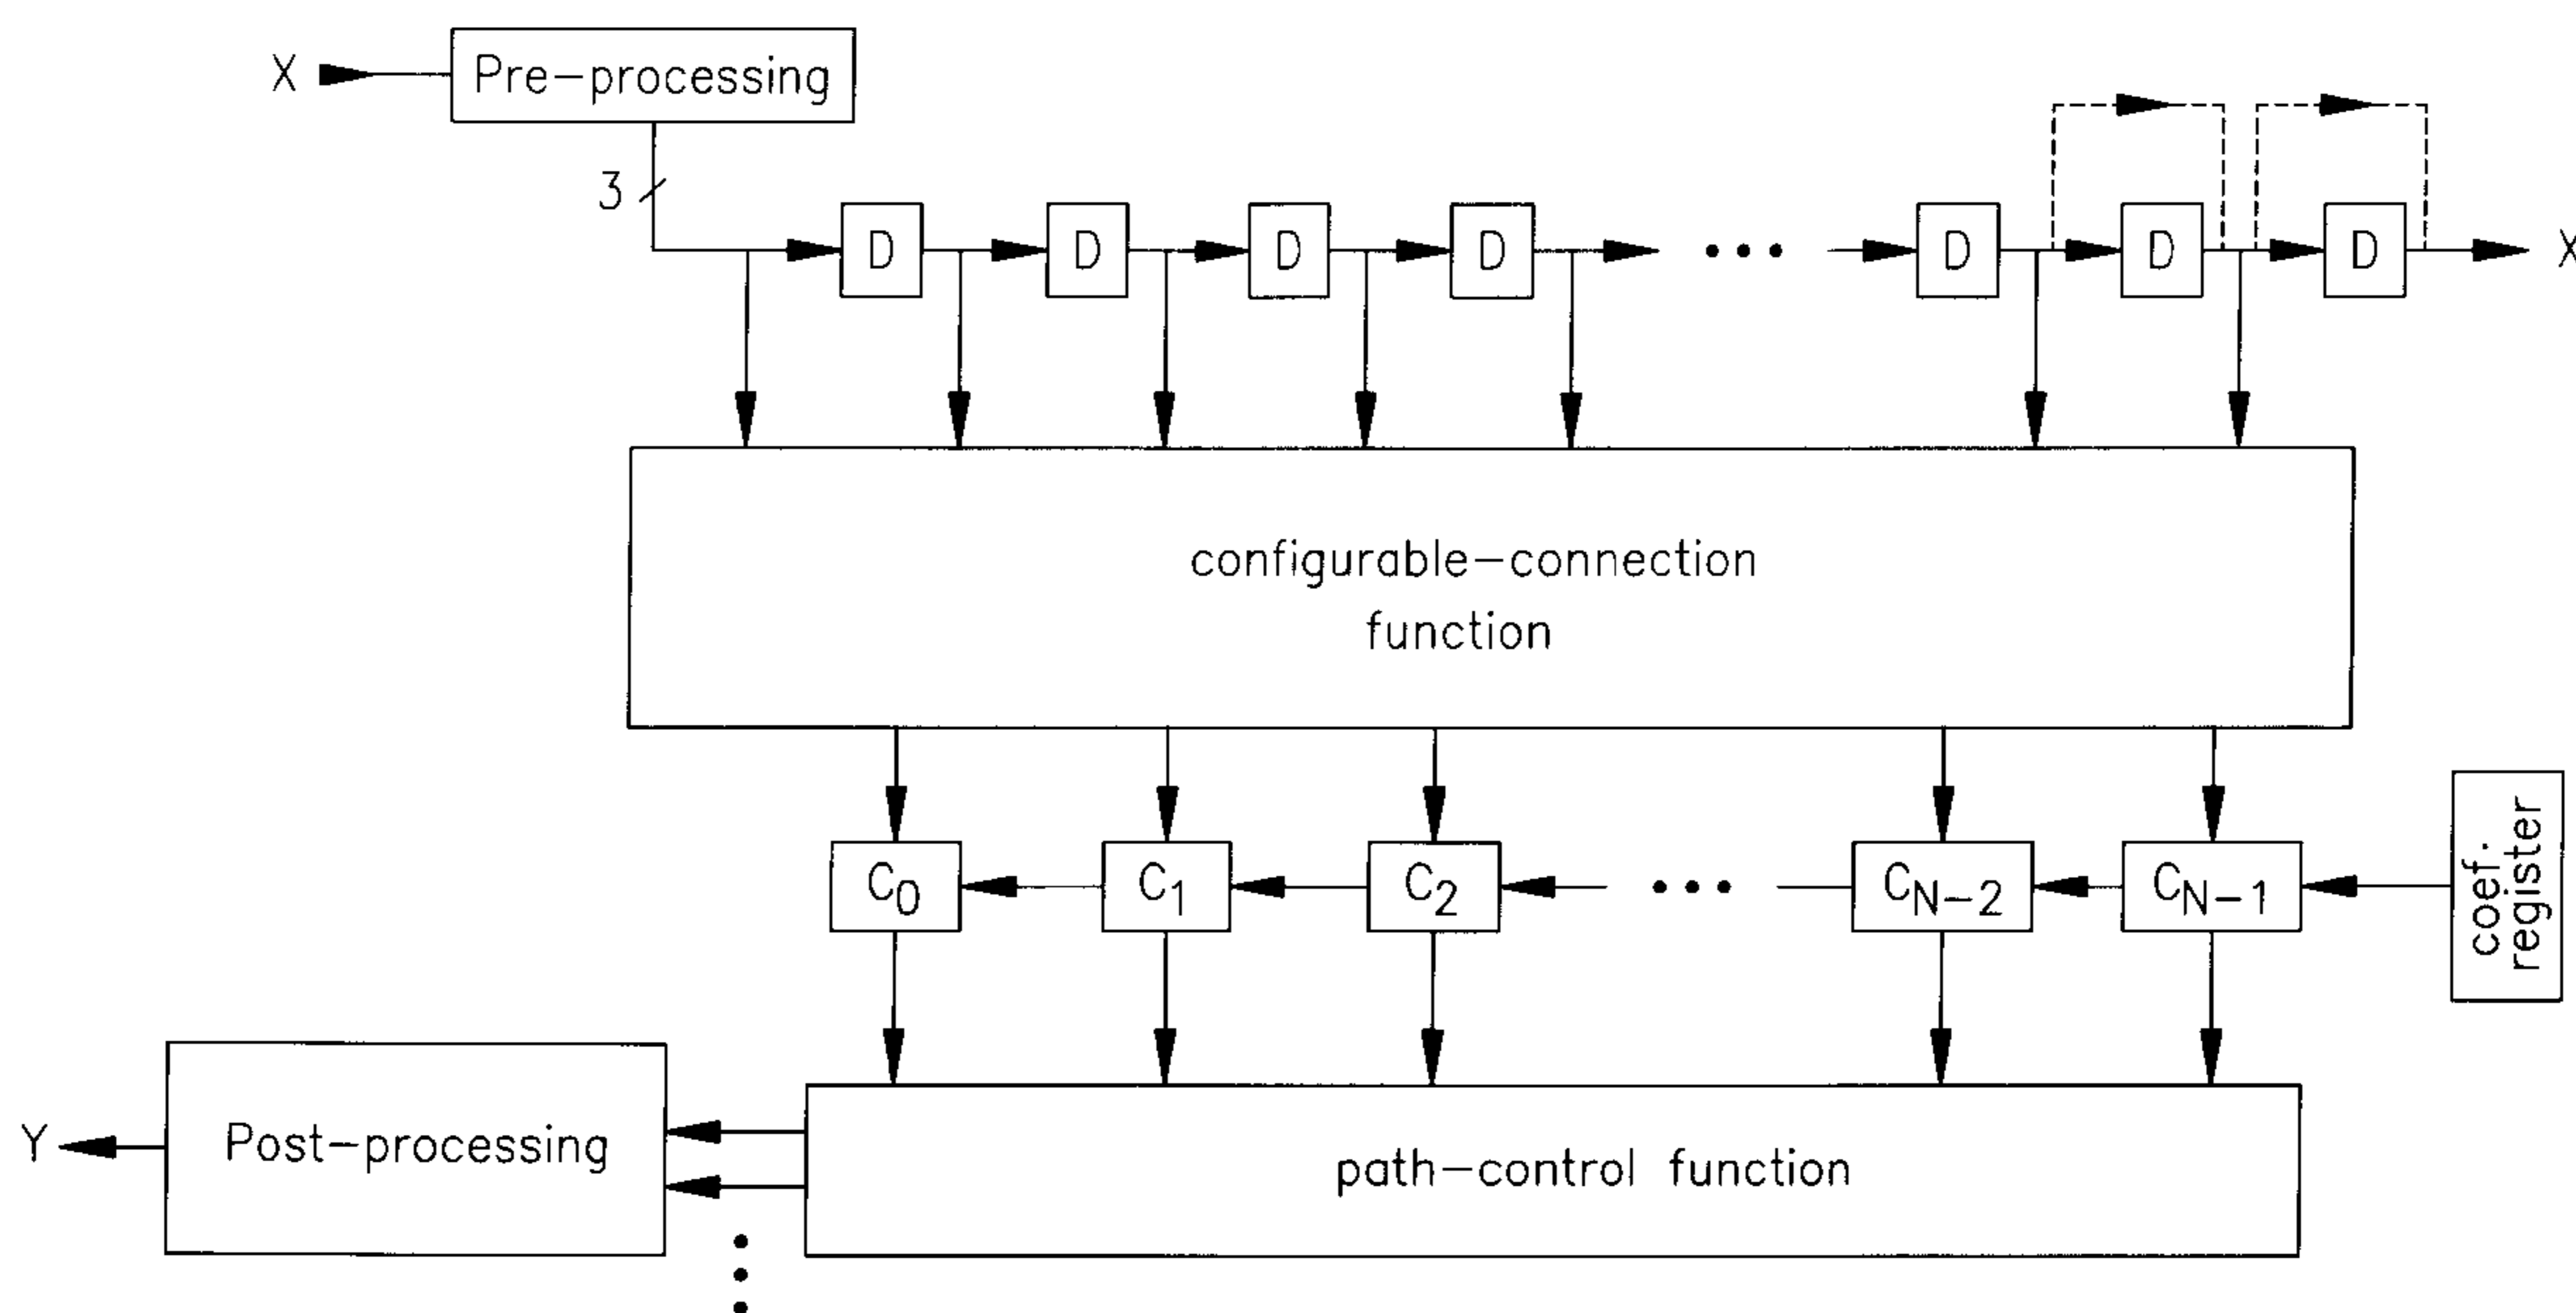 X
Pre-processing
3
D D D D ••• D D D X
configurable-connection
function
C0 C1 C2 ••• CN-2 CN-1
coef.
register
Y
Post-processing
path-control function